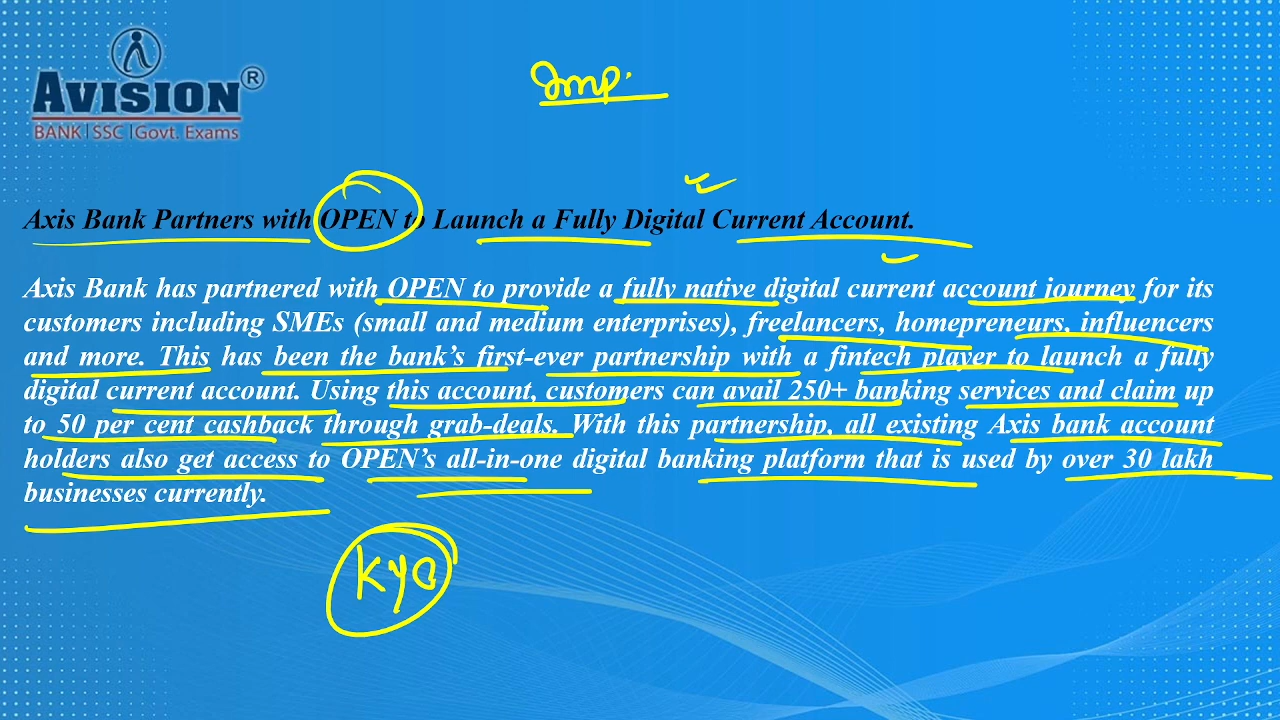 AVISION®
BANK | SSC | Govt. Exams
Imp.
Axis Bank Partners with OPEN to Launch a Fully Digital Current Account.
Axis Bank has partnered with OPEN to provide a fully native digital current account journey for its
customers including SMEs (small and medium enterprises), freelancers, homepreneurs, influencers
and more. This has been the bank’s first-ever partnership with a fintech player to launch a fully
digital current account. Using this account, customers can avail 250+ banking services and claim up
to 50 per cent cashback through grab-deals. With this partnership, all existing Axis bank account
holders also get access to OPEN’s all-in-one digital banking platform that is used by over 30 lakh
businesses currently.
KYC